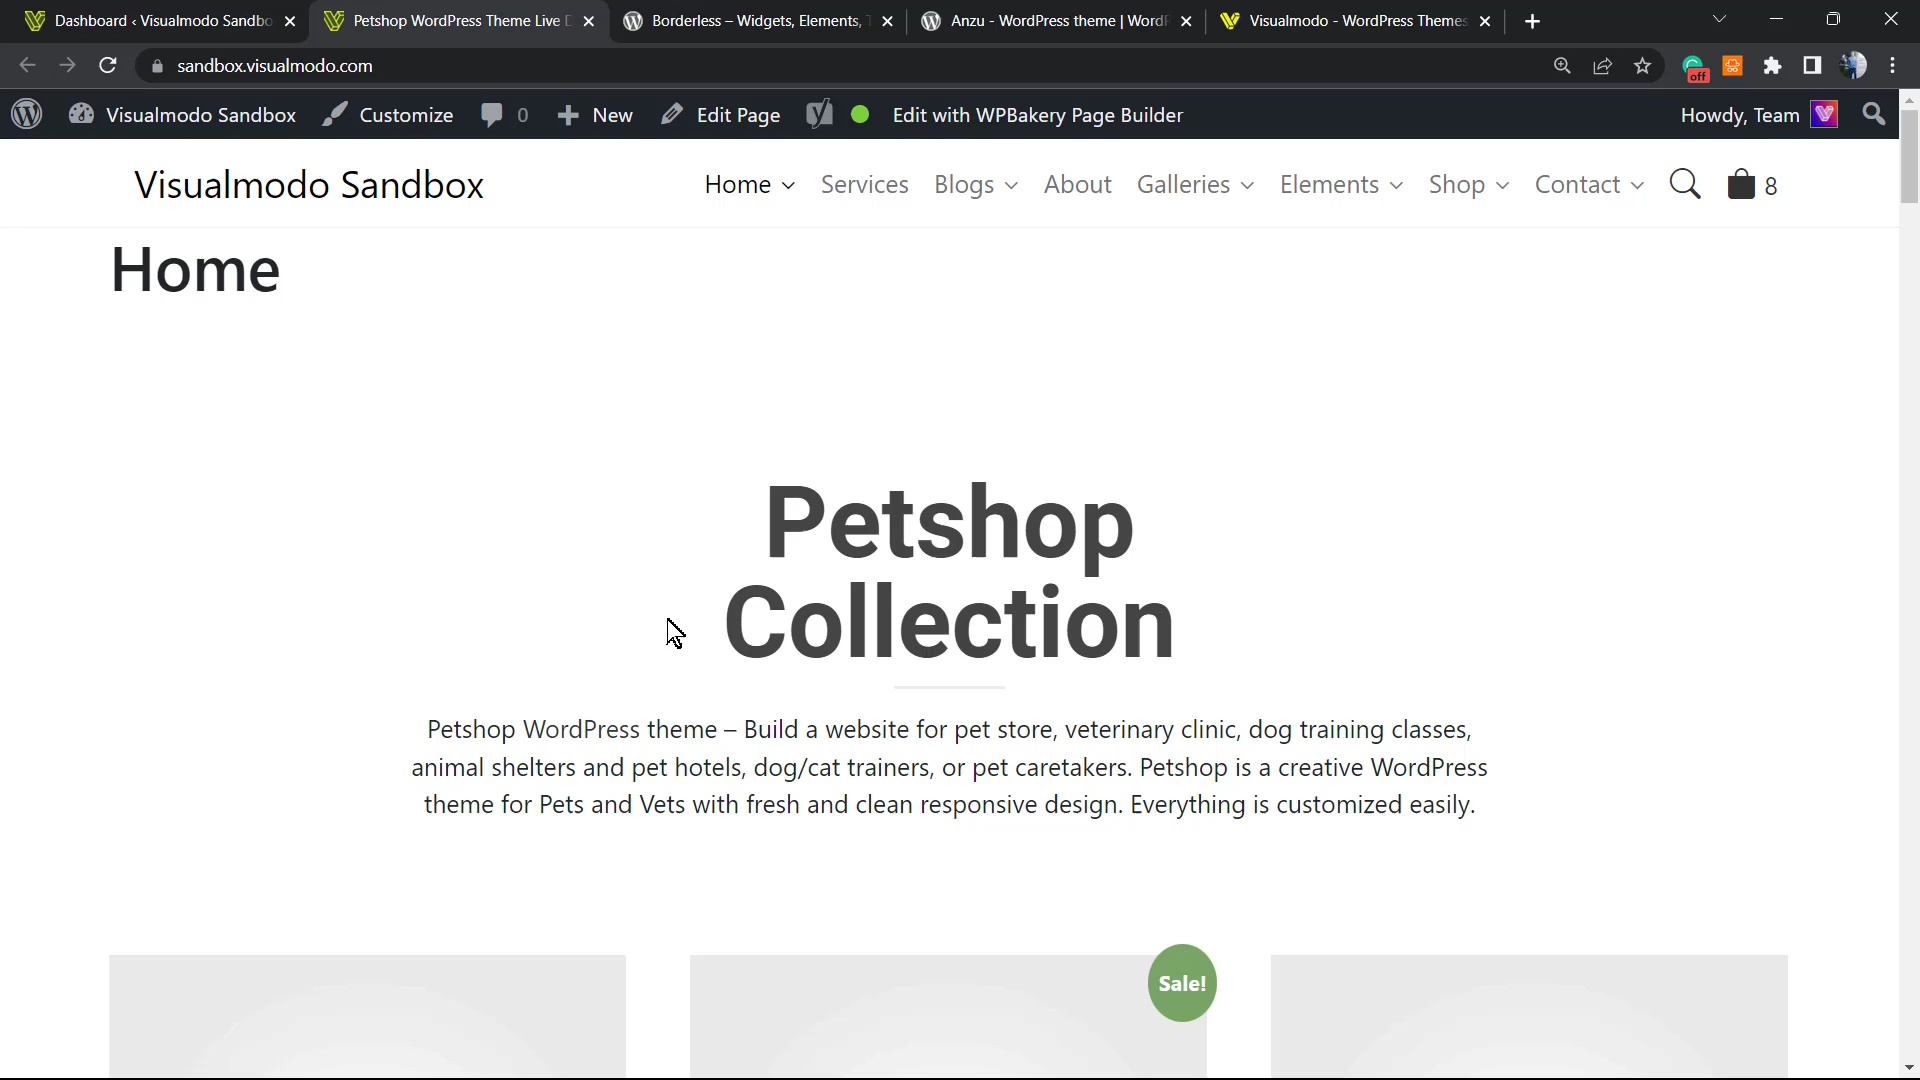 Dashboard ‹ Visualmodo Sandbo
Petshop WordPress Theme Live D
Borderless – Widgets, Elements, T
Anzu - WordPress theme | WordP
Visualmodo - WordPress Themes
sandbox.visualmodo.com
off
Visualmodo Sandbox
Customize
0
New
Edit Page
Edit with WPBakery Page Builder
Howdy, Team
Visualmodo Sandbox
Home
Services
Blogs
About
Galleries
Elements
Shop
Contact
8
Home
Petshop
Collection
Petshop WordPress theme – Build a website for pet store, veterinary clinic, dog training classes,
animal shelters and pet hotels, dog/cat trainers, or pet caretakers. Petshop is a creative WordPress
theme for Pets and Vets with fresh and clean responsive design. Everything is customized easily.
Sale!